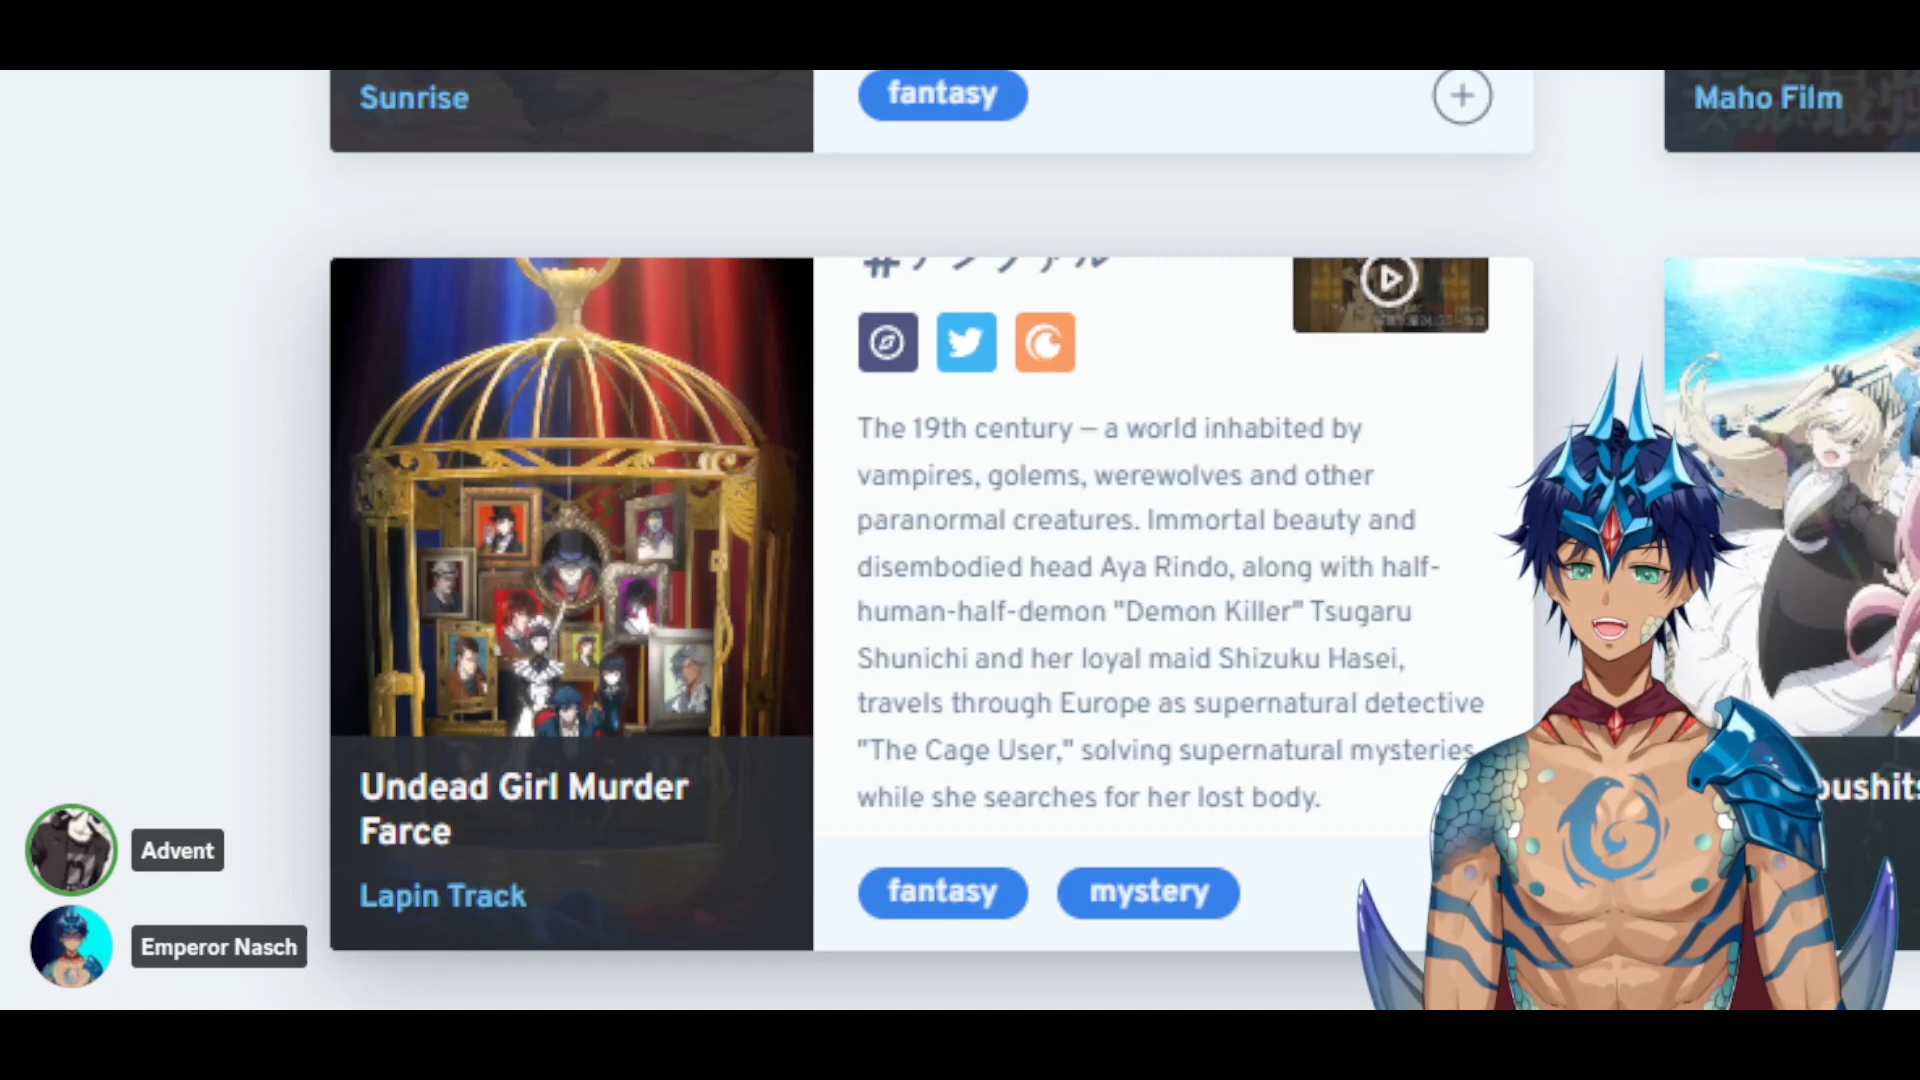 Sunrise
fantasy
Maho Film
The 19th century – a world inhabited by
vampires, golems, werewolves and other
paranormal creatures. Immortal beauty and
disembodied head Aya Rindo, along with half-
human-half-demon "Demon Killer" Tsugaru
Shunichi and her loyal maid Shizuku Hasei,
travels through Europe as supernatural detective
"The Cage User," solving supernatural mysteries
while she searches for her lost body.
Undead Girl Murder
Farce
Lapin Track
fantasy
mystery
Advent
Emperor Nasch